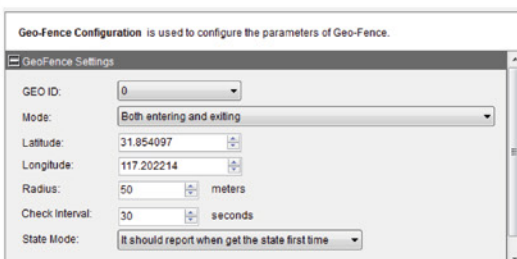 Geo-Fence Configuration is used to configure the parameters of Geo-Fence.
GeoFence Settings
GEO ID: 0
Mode: Both entering and exiting
Latitude: 31.854097
Longitude: 117.202214
Radius: 50 meters
Check Interval: 30 seconds
State Mode: It should report when get the state first time